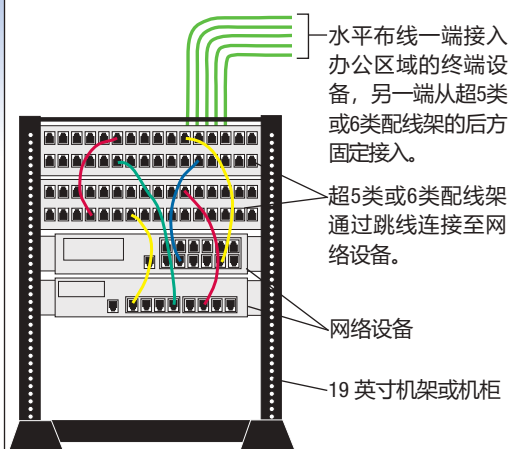 水平布线一端接入
办公区域的终端设
备，另一端从超5类
或6类配线架的后方
固定接入。
超5类或6类配线架
通过跳线连接至网
络设备。
网络设备
19 英寸机架或机柜